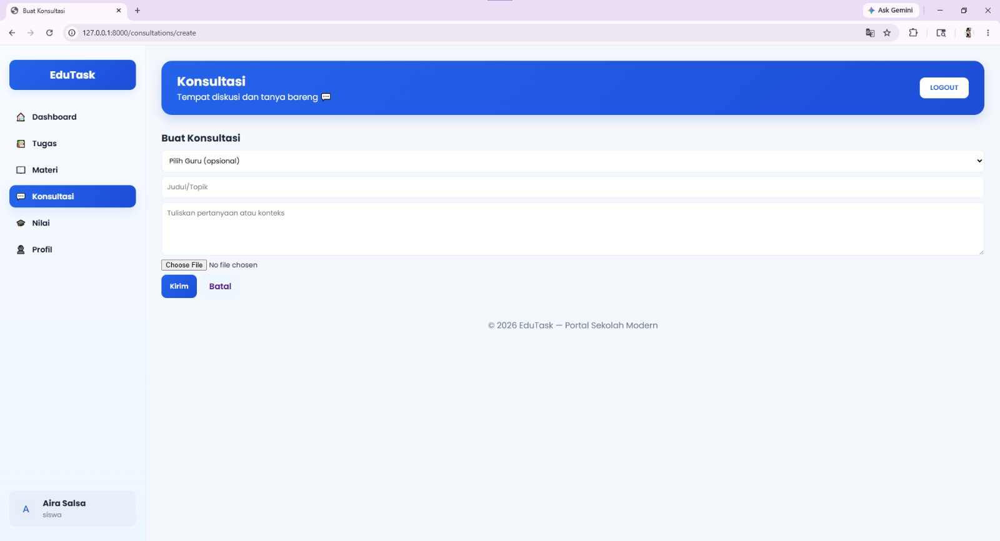 Buat Konsultasi
Ask Gemini
127.0.0.1:8000/consultations/create
EduTask
Dashboard
Tugas
Materi
Konsultasi
Nilai
Profil
Aira Salsa
A
siswa
Konsultasi
Tempat diskusi dan tanya bareng 💬
LOGOUT
Buat Konsultasi
Pilih Guru (opsional)
Judul/Topik
Tuliskan pertanyaan atau konteks
Choose File No file chosen
Kirim Batal
© 2026 EduTask — Portal Sekolah Modern